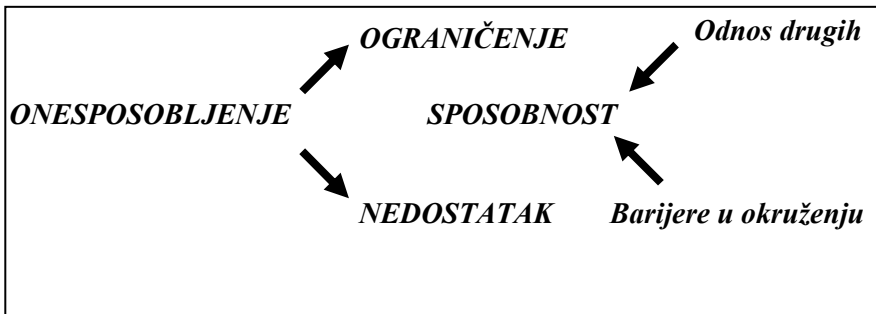 OGRANIČENJE Odnos drugih
ONESPOSOBLJENJE SPOSOBNOST
NEDOSTATAK Barijere u okruženju